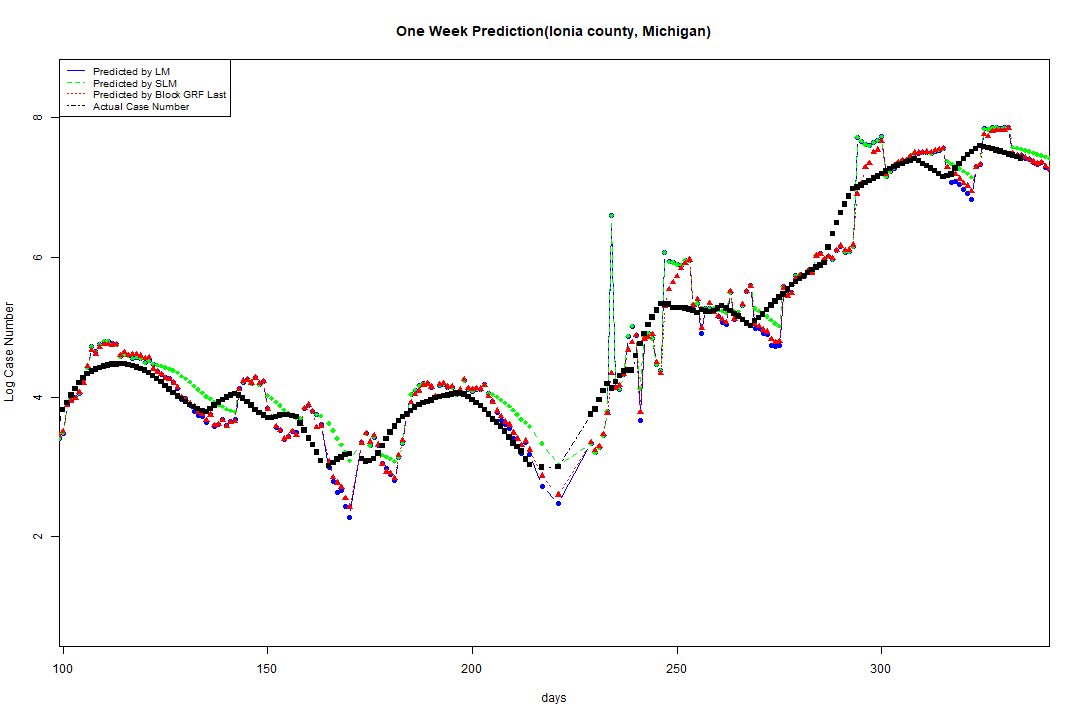 One Week Prediction(Ionia county, Michigan)
Predicted by LM
Predicted by SLM
Predicted by Block GRF Last
Actual Case Number
8
6
4
2
Log Case Number
100 150 200 250 300
days